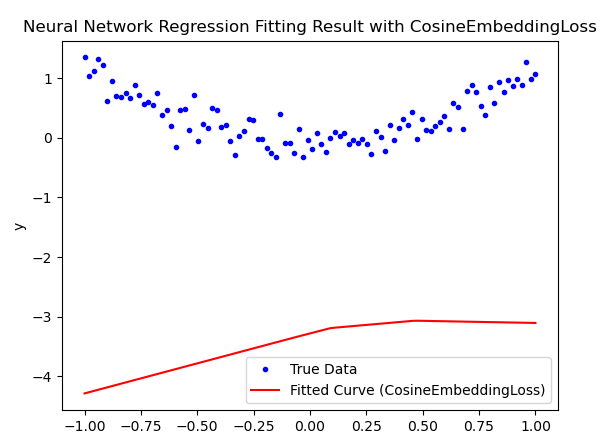 Neural Network Regression Fitting Result with CosineEmbeddingLoss
1
0
−1
−2
−3
−4
y
True Data
Fitted Curve (CosineEmbeddingLoss)
−1.00 −0.75 −0.50 −0.25 0.00 0.25 0.50 0.75 1.00